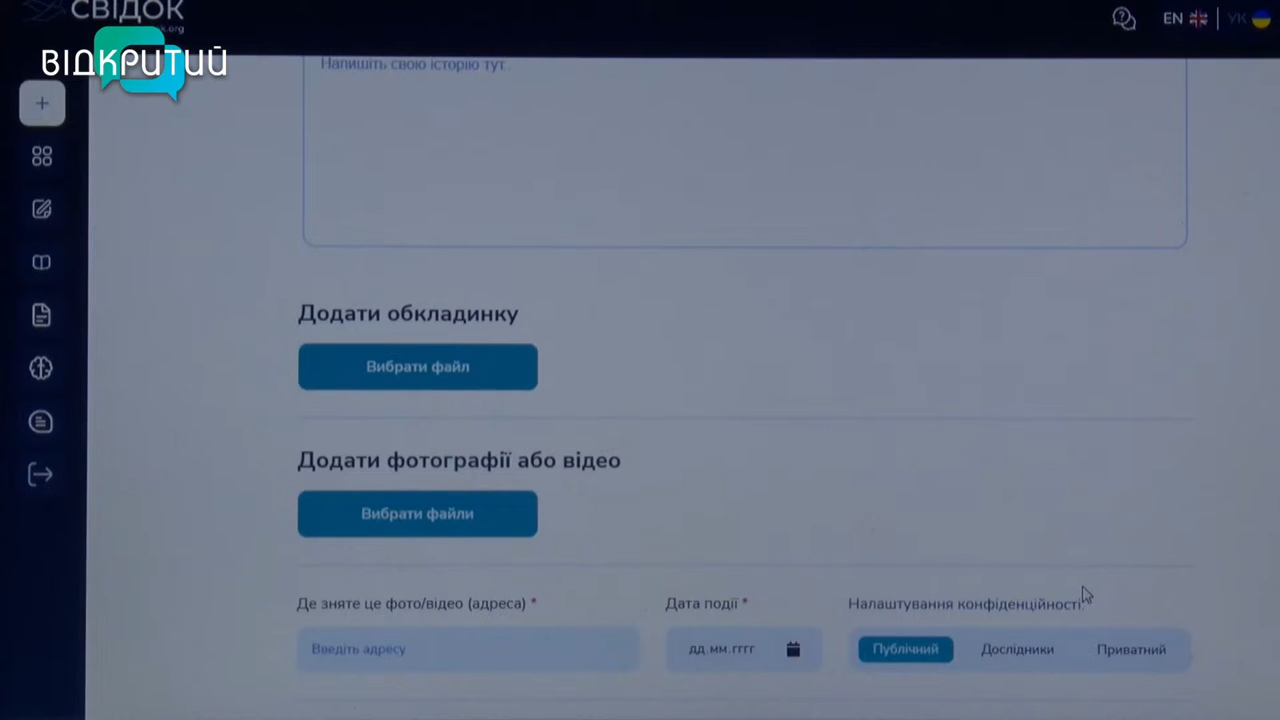 СВІДОК
ВІДКРИТИЙ
EN
УК
Напишіть свою історію тут
Додати обкладинку
Вибрати файл
Додати фотографії або відео
Вибрати файли
Де зняте це фото/відео (адреса) *
Дата події *
Налаштування конфіденційності
Введіть адресу
дд.мм.гггг
Публічний
Дослідники
Приватний